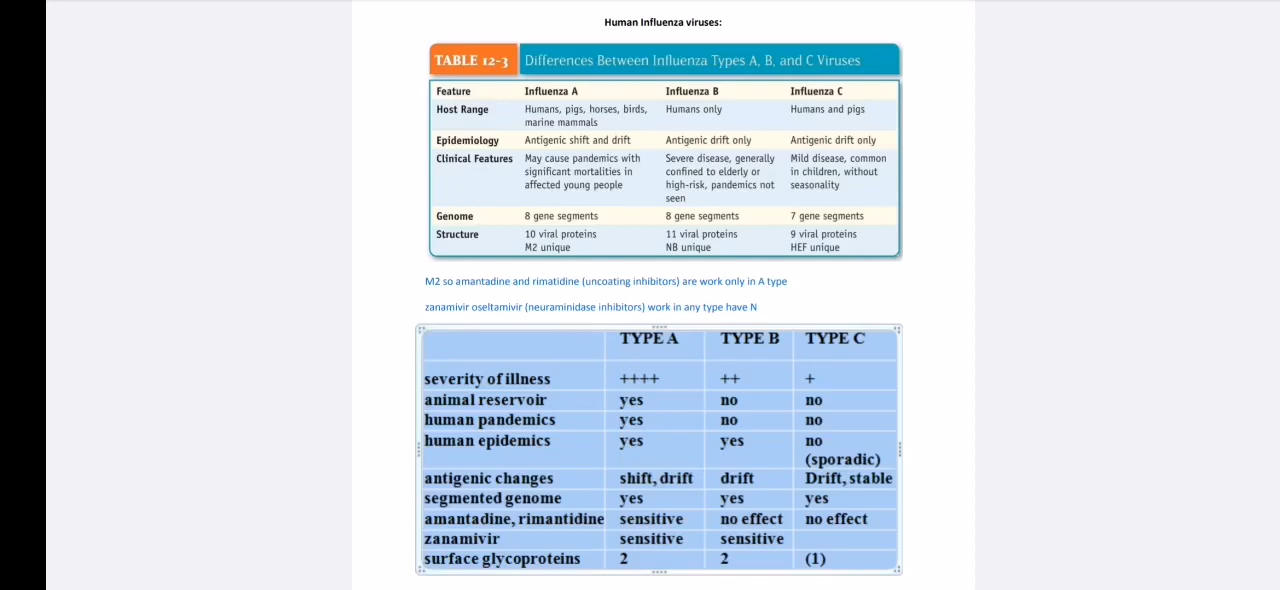 Human Influenza viruses:
TABLE 12-3 Differences Between Influenza Types A, B, and C Viruses
Feature Influenza A Influenza B Influenza C
Host Range Humans, pigs, horses, birds, Humans only Humans and pigs
marine mammals
Epidemiology Antigenic shift and drift Antigenic drift only Antigenic drift only
Clinical Features May cause pandemics with Severe disease, generally Mild disease, common
significant mortalities in confined to elderly or in children, without
affected young people high-risk, pandemics not seasonality
seen
Genome 8 gene segments 8 gene segments 7 gene segments
Structure 10 viral proteins 11 viral proteins 9 viral proteins
M2 unique NB unique HEF unique
M2 so amantadine and rimatidine (uncoating inhibitors) are work only in A type
zanamivir oseltamivir (neuraminidase inhibitors) work in any type have N
TYPE A TYPE B TYPE C
severity of illness ++++ ++ +
animal reservoir yes no no
human pandemics yes no no
human epidemics yes yes no
(sporadic)
antigenic changes shift, drift drift Drift, stable
segmented genome yes yes yes
amantadine, rimantidine sensitive no effect no effect
zanamivir sensitive sensitive
surface glycoproteins 2 2 (1)